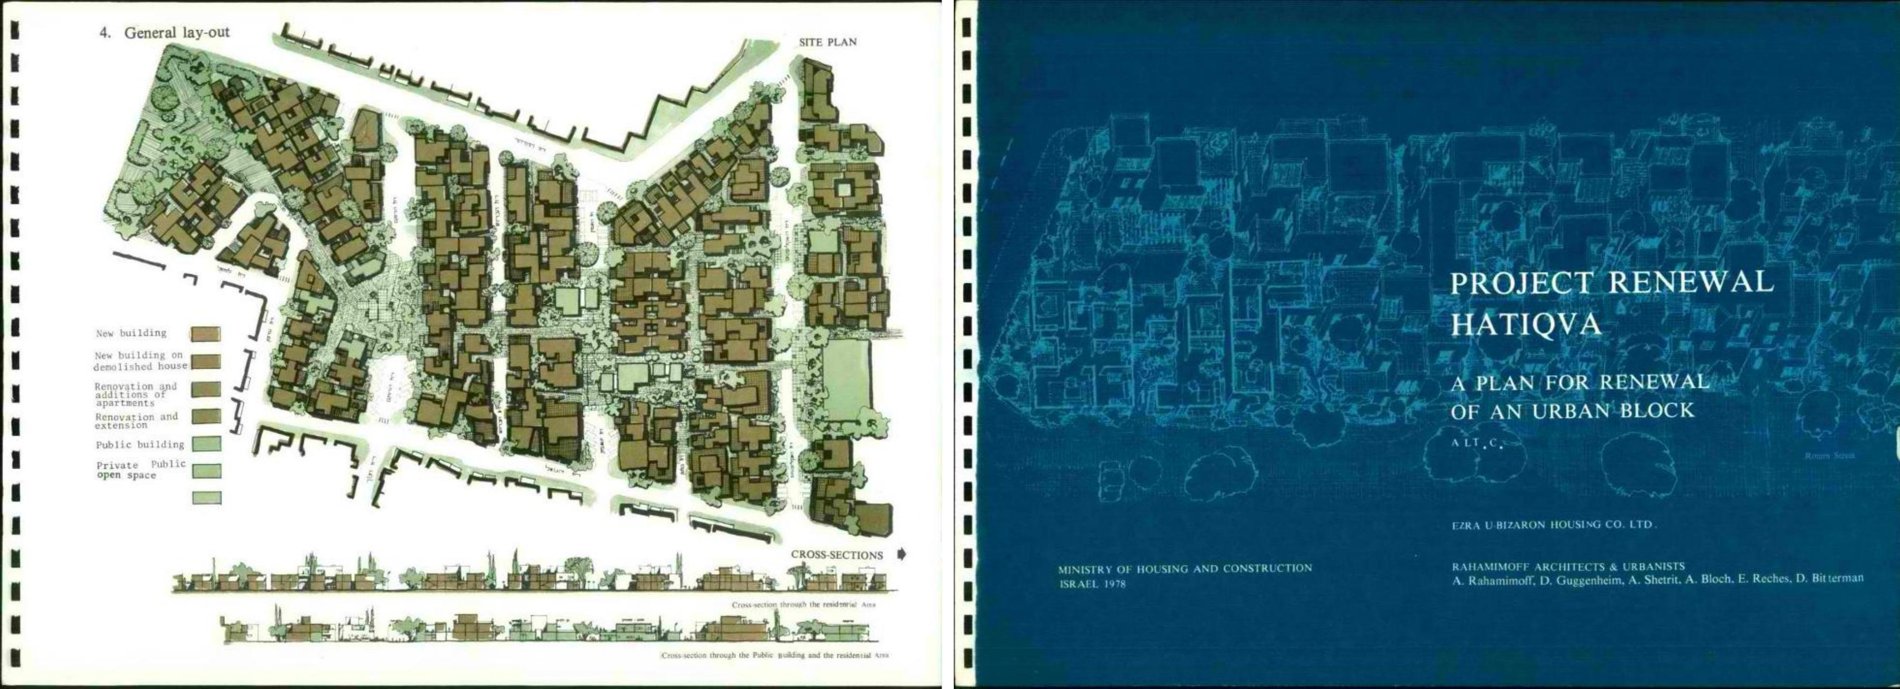 4. General lay-out
SITE PLAN
New building
New building on
demolished house
Renovation and
additions of
apartments
Renovation and
extension
Public building
Private Public
open space
CROSS-SECTIONS
Cross-section through the residential Area
Cross-section through the Public Building and the residential Area
PROJECT RENEWAL
HATIQVA
A PLAN FOR RENEWAL
OF AN URBAN BLOCK
ALT.C.
EZRA U-BIZARON HOUSING CO. LTD.
MINISTRY OF HOUSING AND CONSTRUCTION
ISRAEL 1978
RAHAMIMOFF ARCHITECTS & URBANISTS
A. Rahamimoff, D. Guggenheim, A. Shetrit, A. Bloch, E. Reches, D. Bitterman